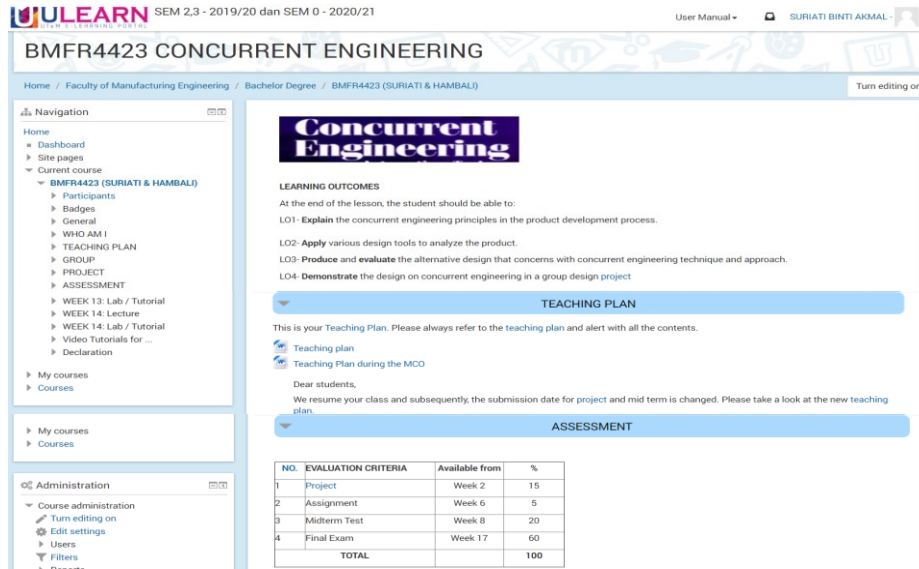 ULEARN SEM 2,3 - 2019/20 dan SEM 0 - 2020/21
UTeM E-LEARNING PORTAL
User Manual
SURIATI BINTI AKMAL -
BMFR4423 CONCURRENT ENGINEERING
Home / Faculty of Manufacturing Engineering / Bachelor Degree / BMFR4423 (SURIATI & HAMBALI)
Turn editing on
Navigation
Home
Dashboard
Site pages
Current course
BMFR4423 (SURIATI & HAMBALI)
Participants
Badges
General
WHO AM I
TEACHING PLAN
GROUP
PROJECT
ASSESSMENT
WEEK 13: Lab / Tutorial
WEEK 14: Lecture
WEEK 14: Lab / Tutorial
Video Tutorials for ...
Declaration
My courses
Courses
My courses
Courses
Administration
Course administration
Turn editing on
Edit settings
Users
Filters
Reports
Concurrent
Engineering
LEARNING OUTCOMES
At the end of the lesson, the student should be able to:
LO1- Explain the concurrent engineering principles in the product development process.
LO2- Apply various design tools to analyze the product.
LO3- Produce and evaluate the alternative design that concerns with concurrent engineering technique and approach.
LO4- Demonstrate the design on concurrent engineering in a group design project
TEACHING PLAN
This is your Teaching Plan. Please always refer to the teaching plan and alert with all the contents.
Teaching plan
Teaching Plan during the MCO
Dear students,
We resume your class and subsequently, the submission date for project and mid term is changed. Please take a look at the new teaching
plan.
ASSESSMENT
NO. EVALUATION CRITERIA Available from %
1 Project Week 2 15
2 Assignment Week 6 5
3 Midterm Test Week 8 20
4 Final Exam Week 17 60
TOTAL 100